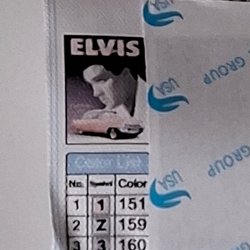 ELVIS
USA GROUP
USA GROUP
USA
Color List
No. Symbol Color
1 1 151
2 Z 159
3 3 160